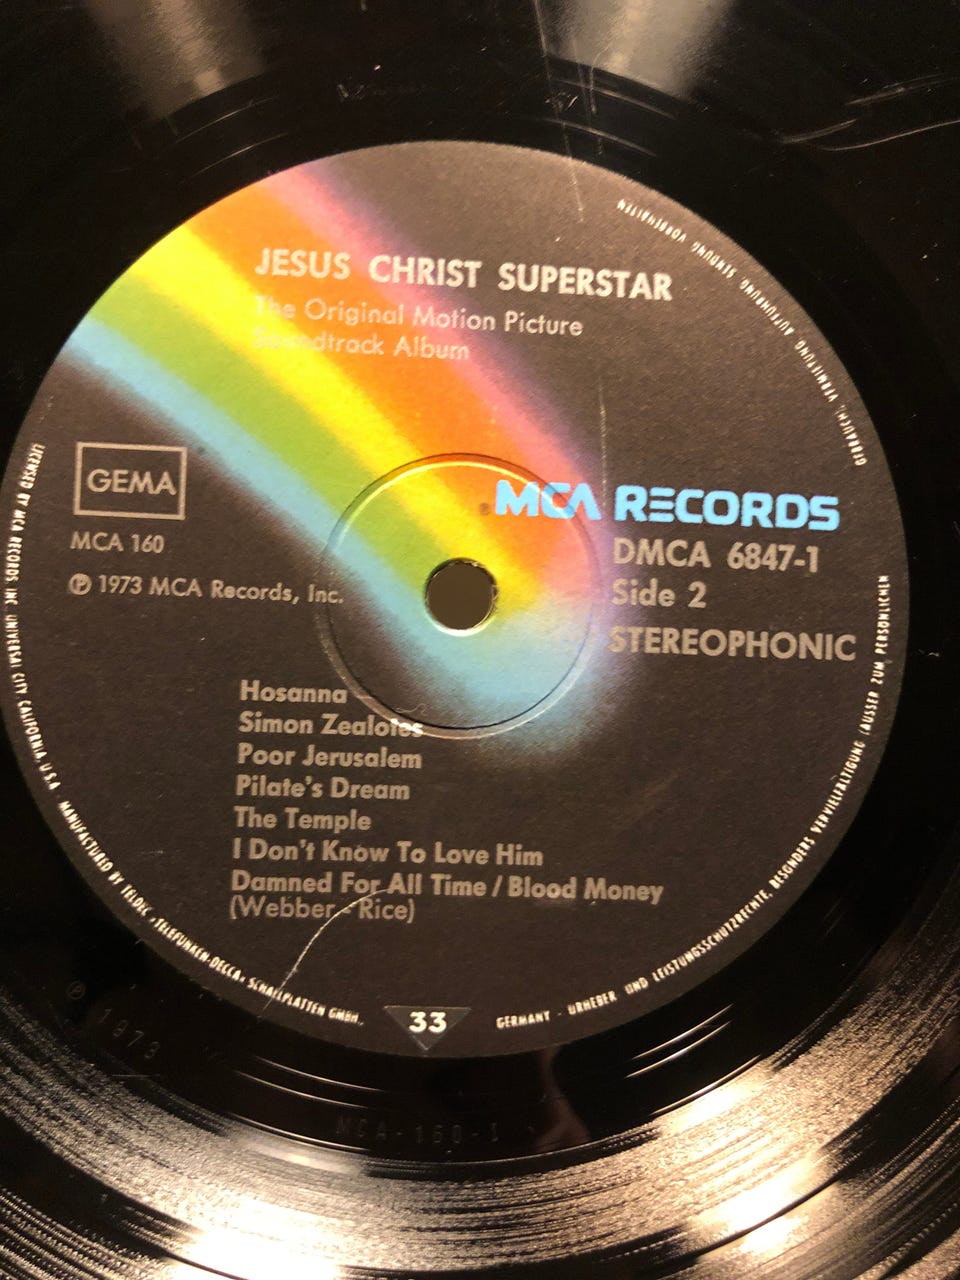 JESUS CHRIST SUPERSTAR
The Original Motion Picture
Soundtrack Album
GEMA
MCA 160
℗ 1973 MCA Records, Inc.
®MCA RECORDS
DMCA 6847-1
Side 2
STEREOPHONIC
Hosanna
Simon Zealotes
Poor Jerusalem
Pilate's Dream
The Temple
I Don't Know To Love Him
Damned For All Time / Blood Money
(Webber - Rice)
33
LICENSED BY MCA RECORDS INC. UNIVERSAL CITY CALIFORNIA, U.S.A. · MANUFACTURED BY TELDEC »TELEFUNKEN-DECCA« SCHALLPLATTEN GMBH.,
GERMANY · URHEBER UND LEISTUNGSSCHUTZRECHTE, BESONDERS VERVIELFÄLTIGUNG (AUSSER ZUM PERSÖNLICHEN
GEBRAUCH), VERMIETUNG, AUFFÜHRUNG, SENDUNG VORBEHALTEN
℗
1973
MCA-160-1